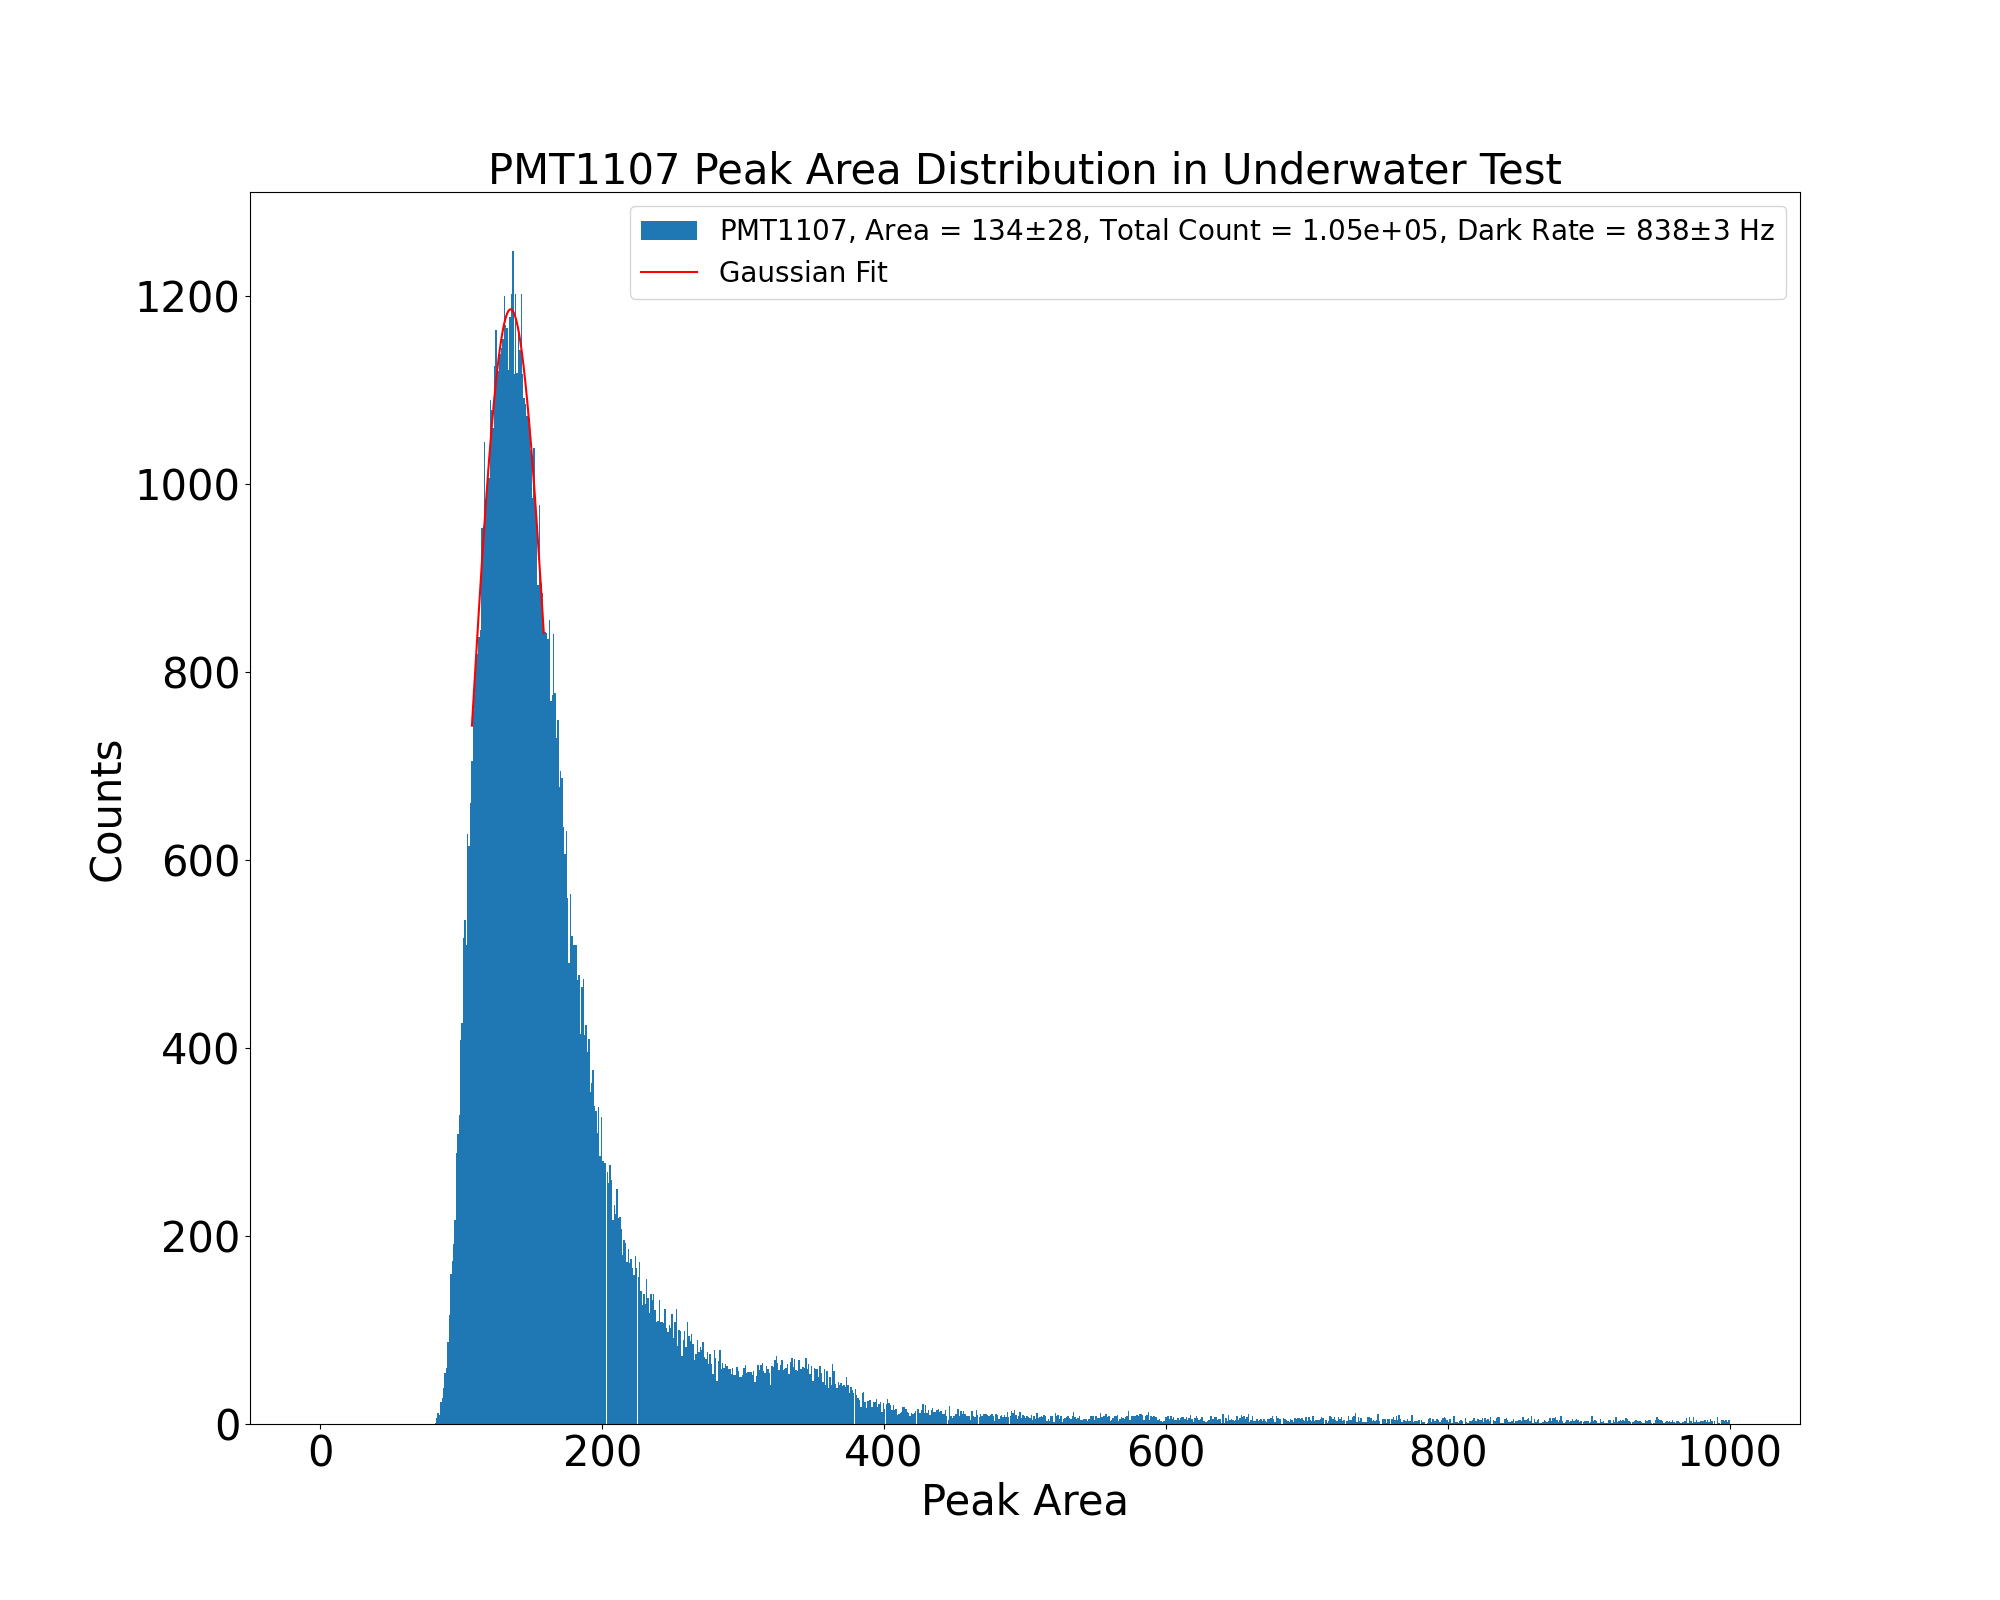 PMT1107 Peak Area Distribution in Underwater Test
PMT1107, Area = 134±28, Total Count = 1.05e+05, Dark Rate = 838±3 Hz
Gaussian Fit
1200
1000
800
600
400
200
0
Counts
0 200 400 600 800 1000
Peak Area